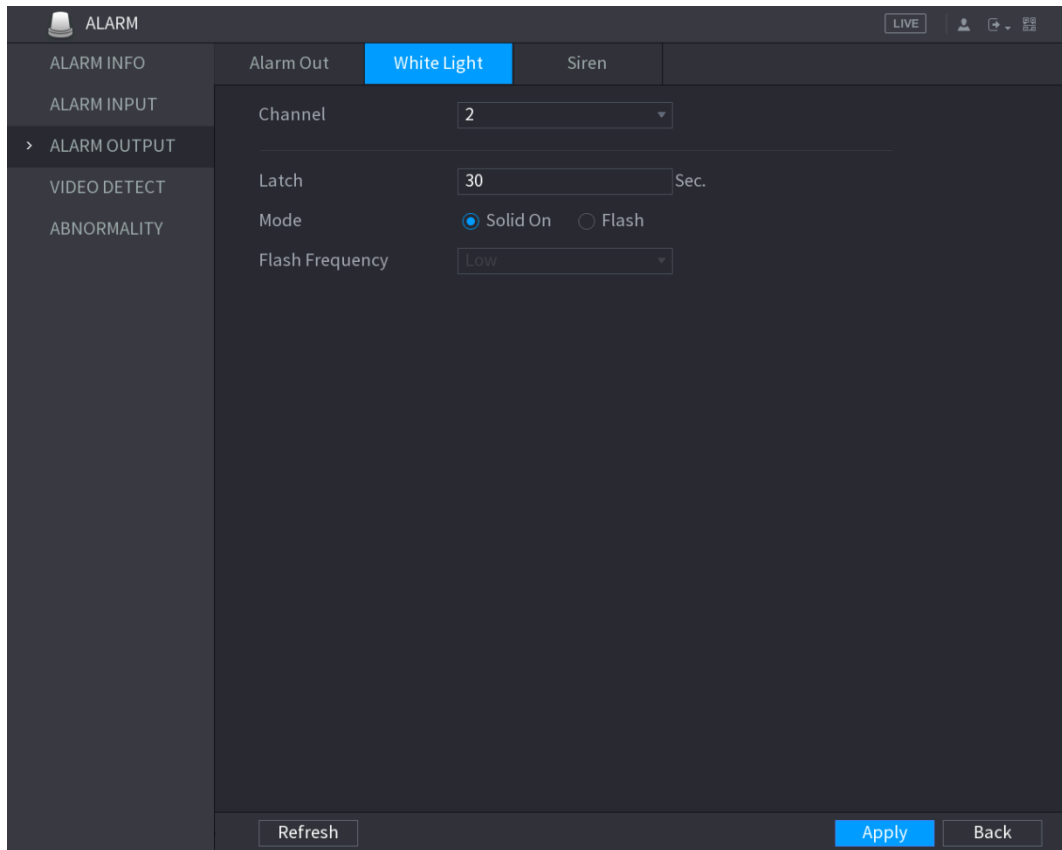 ALARM LIVE
ALARM INFO
ALARM INPUT
> ALARM OUTPUT
VIDEO DETECT
ABNORMALITY
Alarm Out White Light Siren
Channel 2
Latch 30 Sec.
Mode Solid On Flash
Flash Frequency Low
Refresh Apply Back